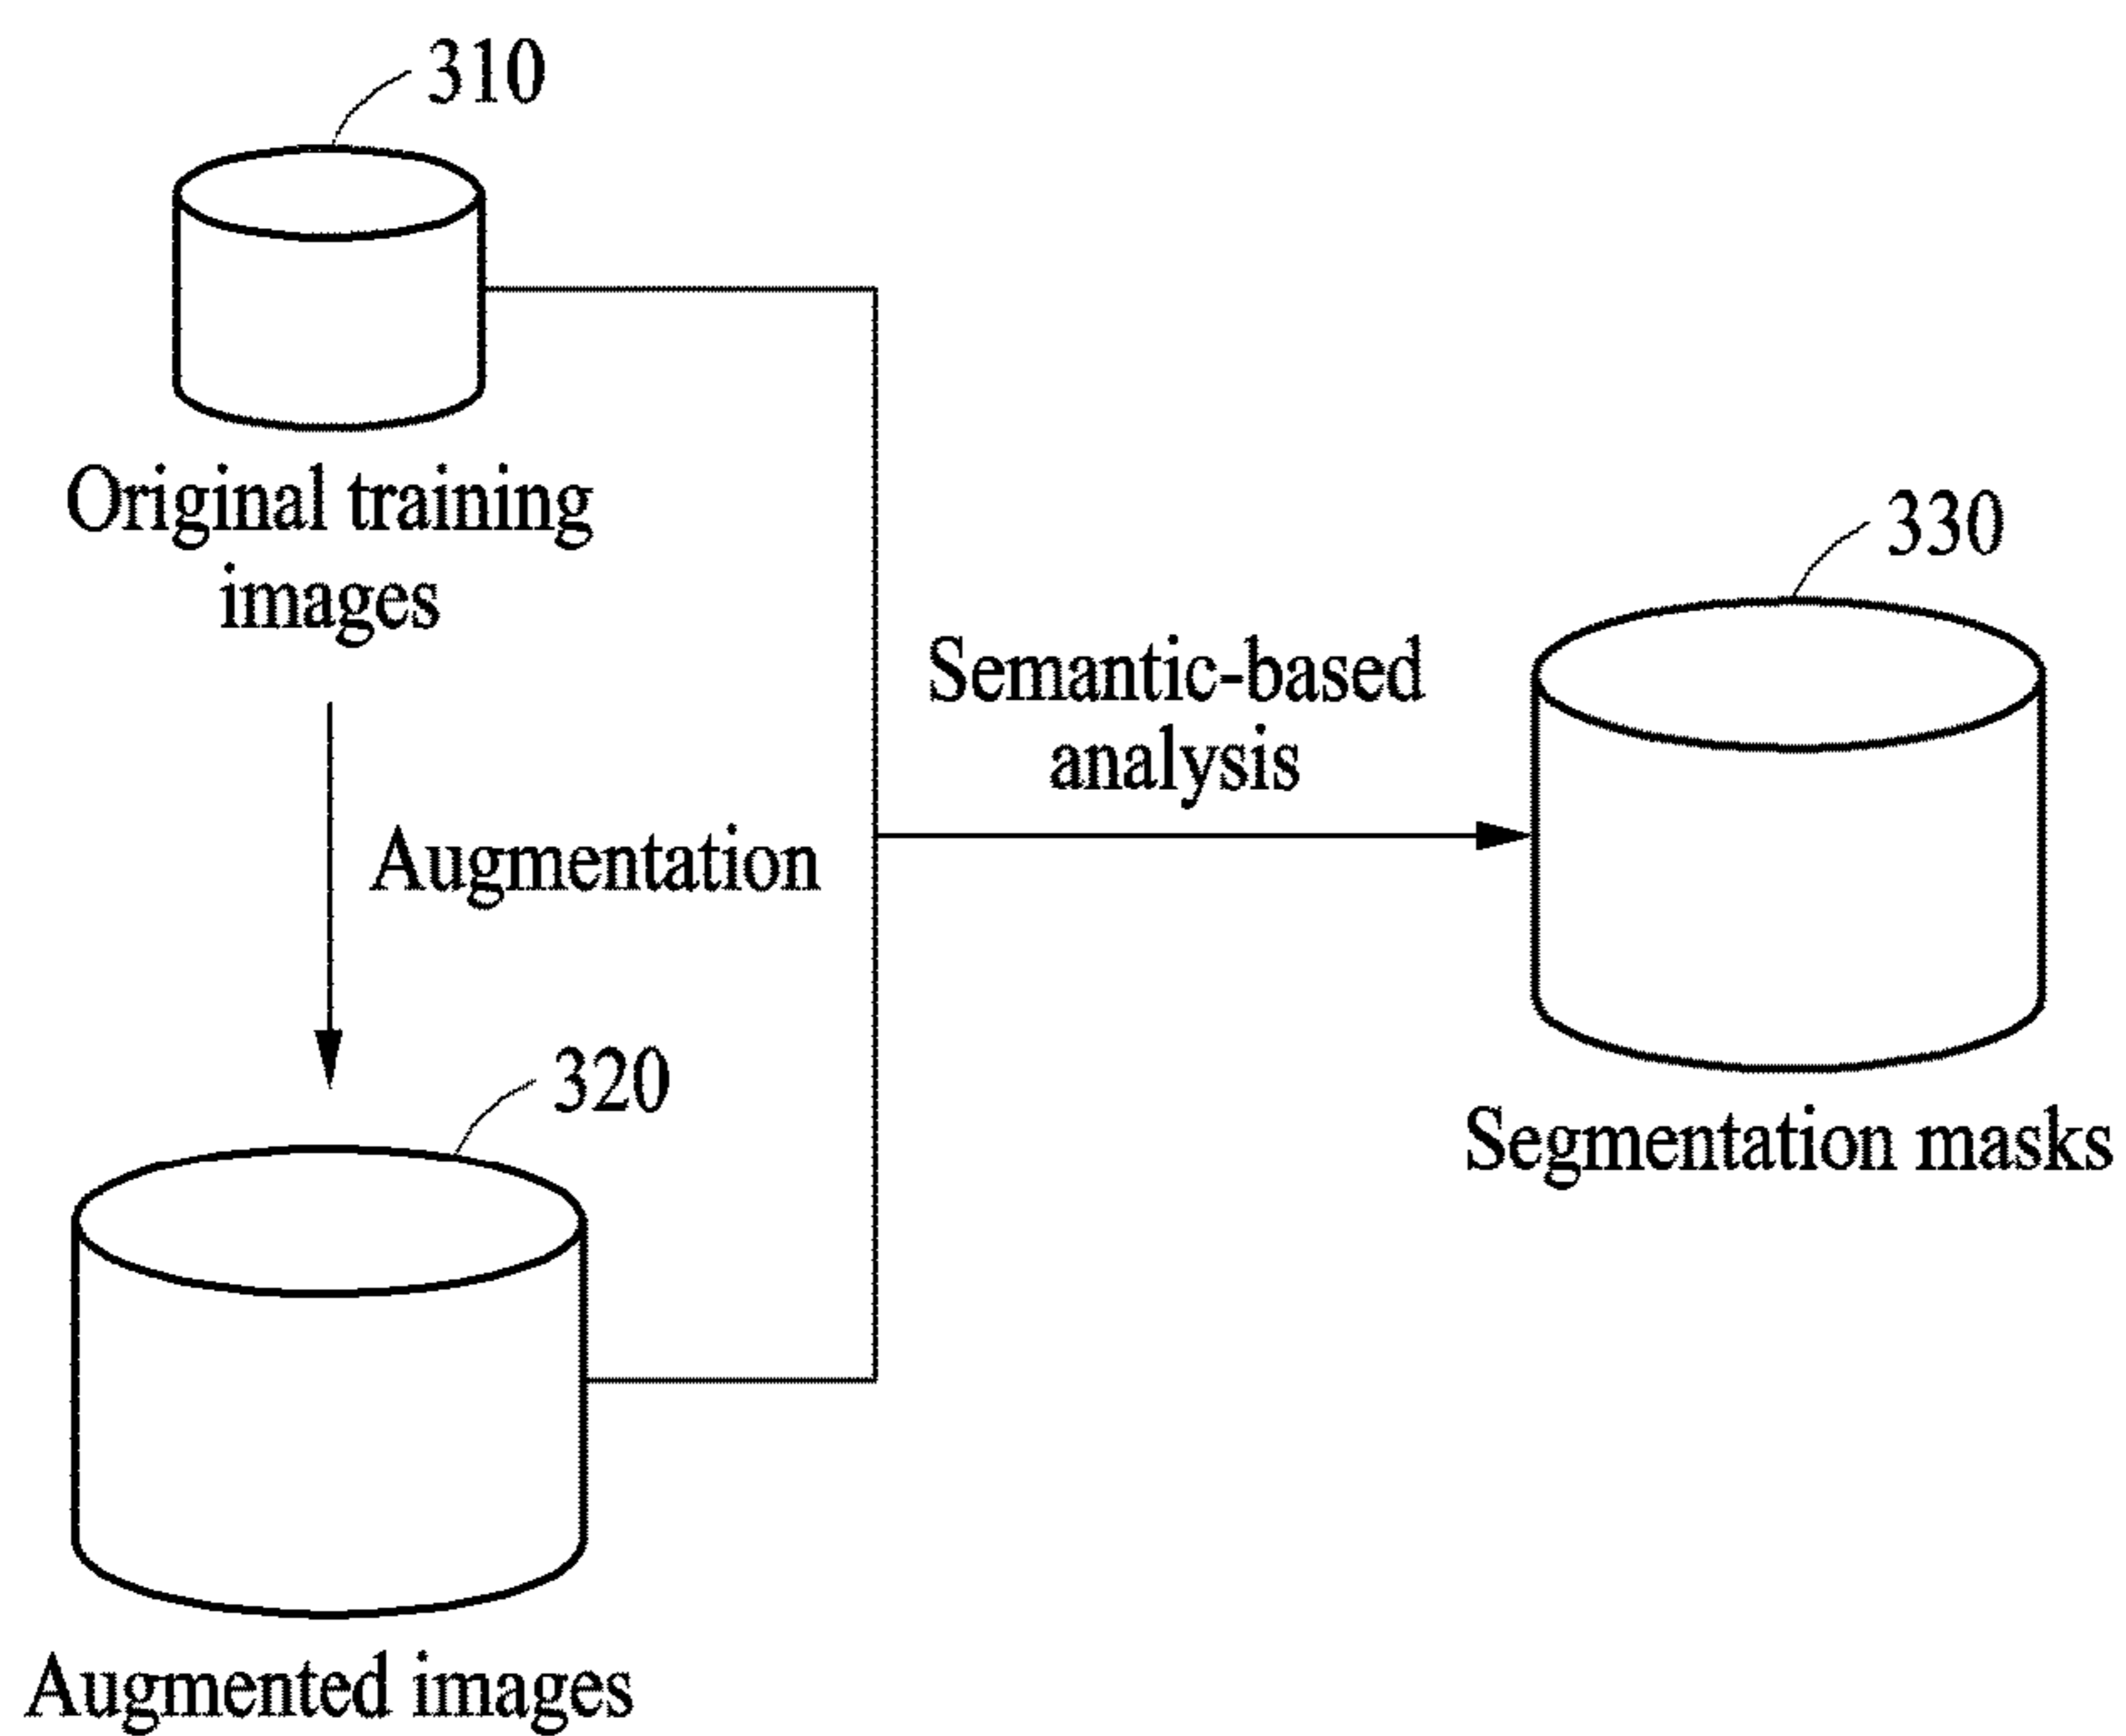 310
Original training
images
330
Semantic-based
analysis
Augmentation
320
Segmentation masks
Augmented images